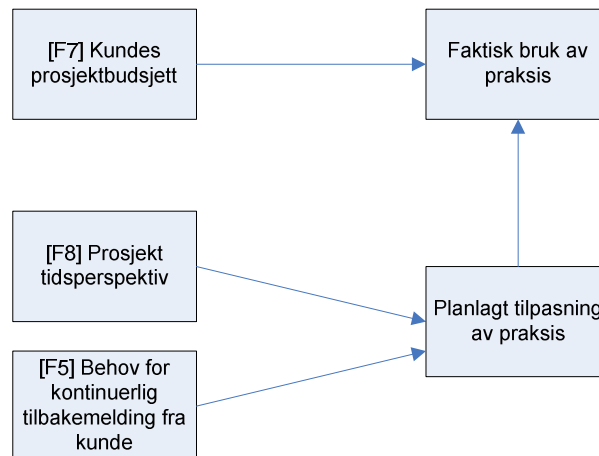 [F7] Kundes
prosjektbudsjett
Faktisk bruk av
praksis
[F8] Prosjekt
tidsperspektiv
Planlagt tilpasning
av praksis
[F5] Behov for
kontinuerlig
tilbakemelding fra
kunde